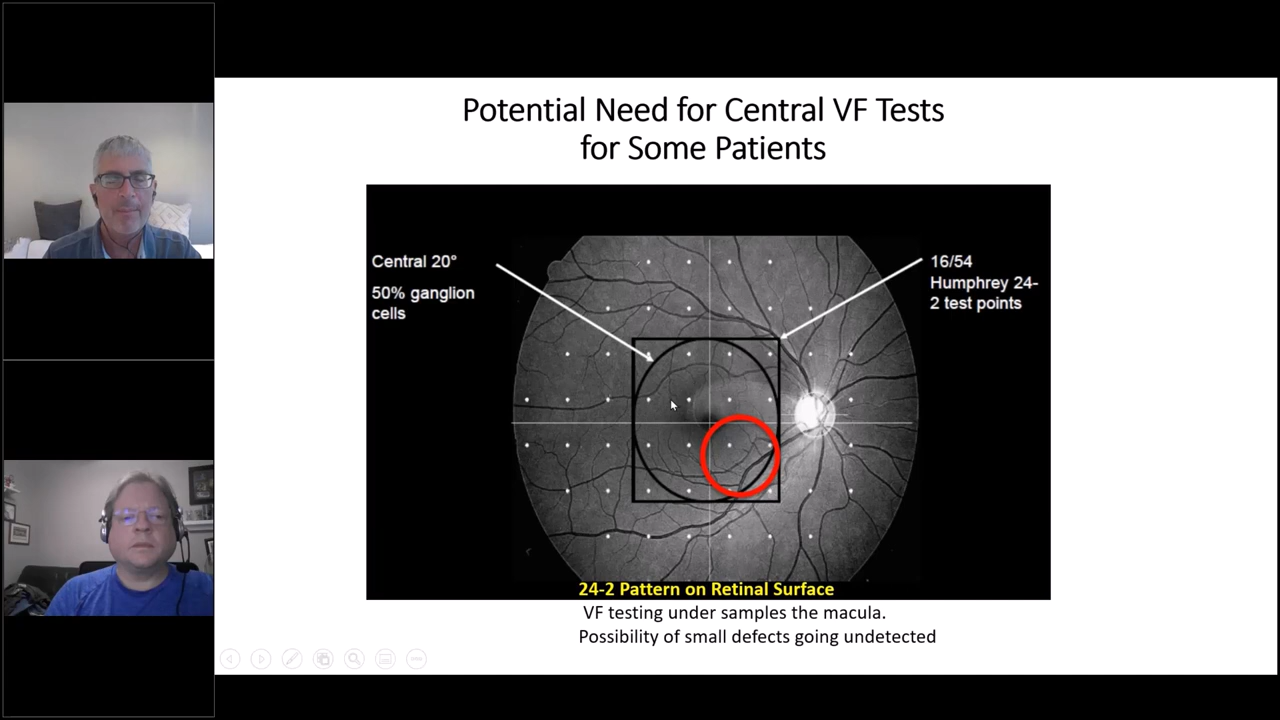 Potential Need for Central VF Tests
for Some Patients
Central 20°
50% ganglion
cells
16/54
Humphrey 24-
2 test points
24-2 Pattern on Retinal Surface
VF testing under samples the macula.
Possibility of small defects going undetected